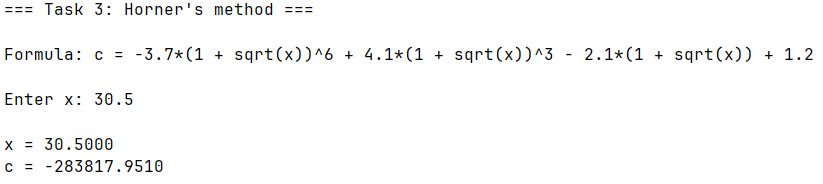 === Task 3: Horner's method ===
Formula: c = -3.7*(1 + sqrt(x))^6 + 4.1*(1 + sqrt(x))^3 - 2.1*(1 + sqrt(x)) + 1.2
Enter x: 30.5
x = 30.5000
c = -283817.9510